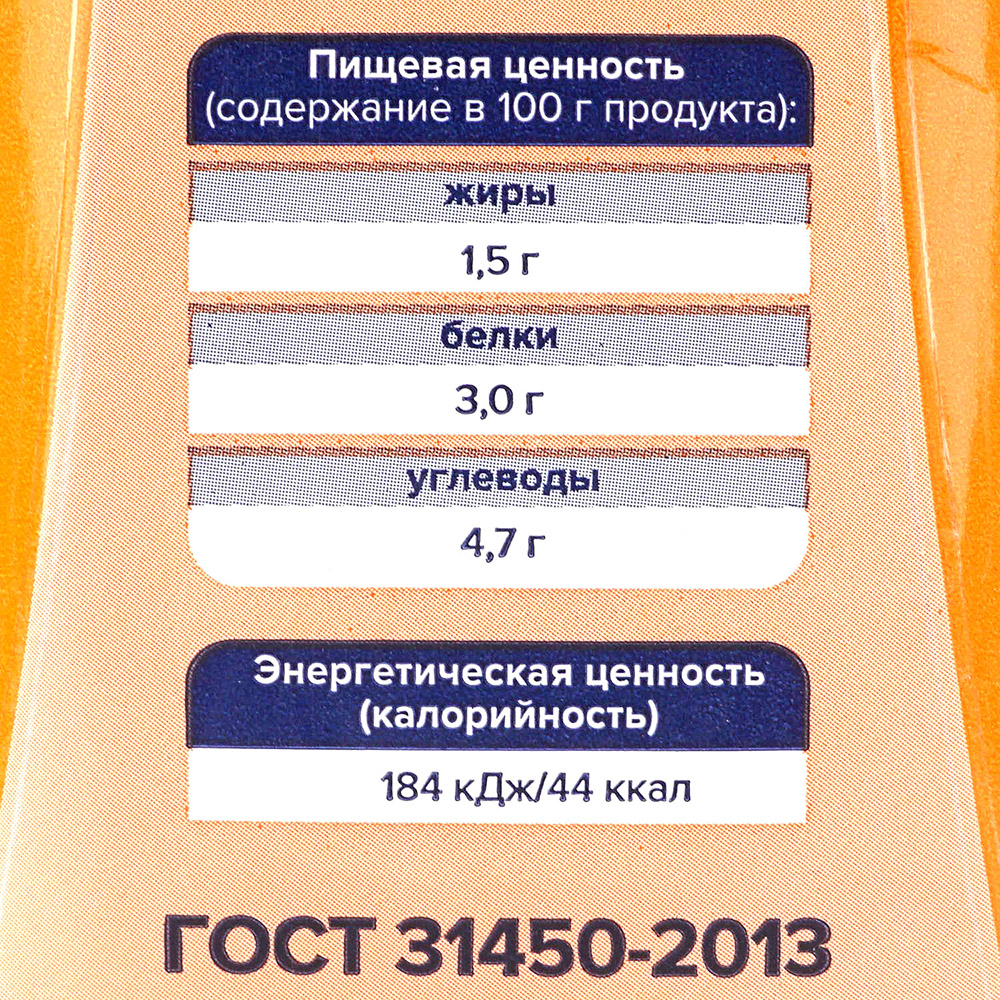 Пищевая ценность
(содержание в 100 г продукта):
жиры
1,5 г
белки
3,0 г
углеводы
4,7 г
Энергетическая ценность
(калорийность)
184 кДж/44 ккал
ГОСТ 31450-2013